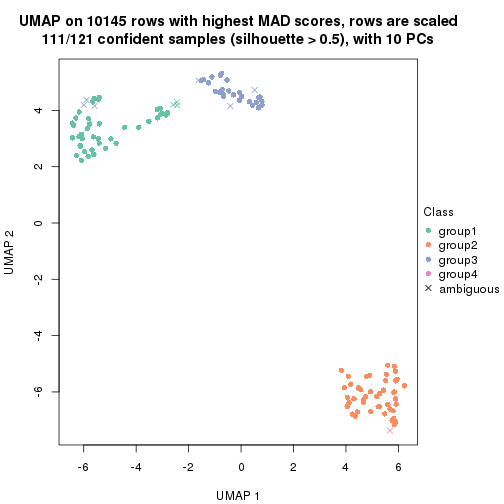 UMAP on 10145 rows with highest MAD scores, rows are scaled
111/121 confident samples (silhouette > 0.5), with 10 PCs
4
2
0
-2
-4
-6
UMAP 2
-6
-4
-2
0
2
4
6
UMAP 1
Class
group1
group2
group3
group4
ambiguous